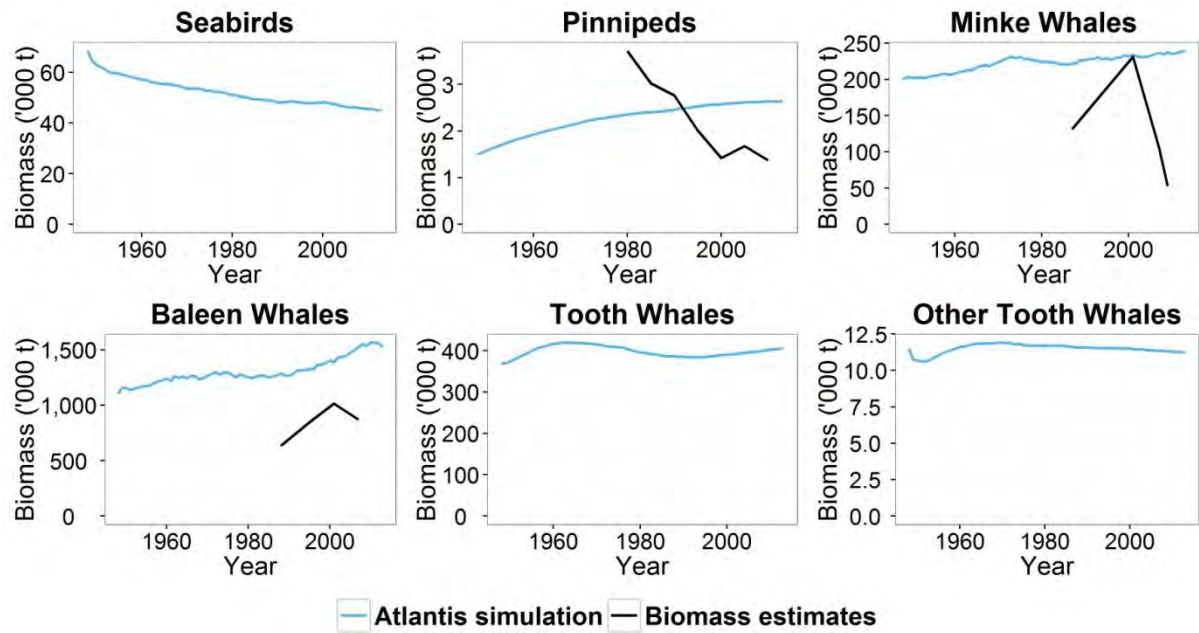 Seabirds
Pinnipeds
Minke Whales
Biomass ('000 t)
60
40
20
0
1960
1980
2000
Year
Biomass ('000 t)
3
2
1
0
1960
1980
2000
Year
Biomass ('000 t)
250
200
150
100
50
0
1960
1980
2000
Year
Baleen Whales
Tooth Whales
Other Tooth Whales
Biomass ('000 t)
1,500
1,000
500
0
1960
1980
2000
Year
Biomass ('000 t)
400
300
200
100
0
1960
1980
2000
Year
Biomass ('000 t)
12.5
10.0
7.5
5.0
2.5
0.0
1960
1980
2000
Year
Atlantis simulation
Biomass estimates